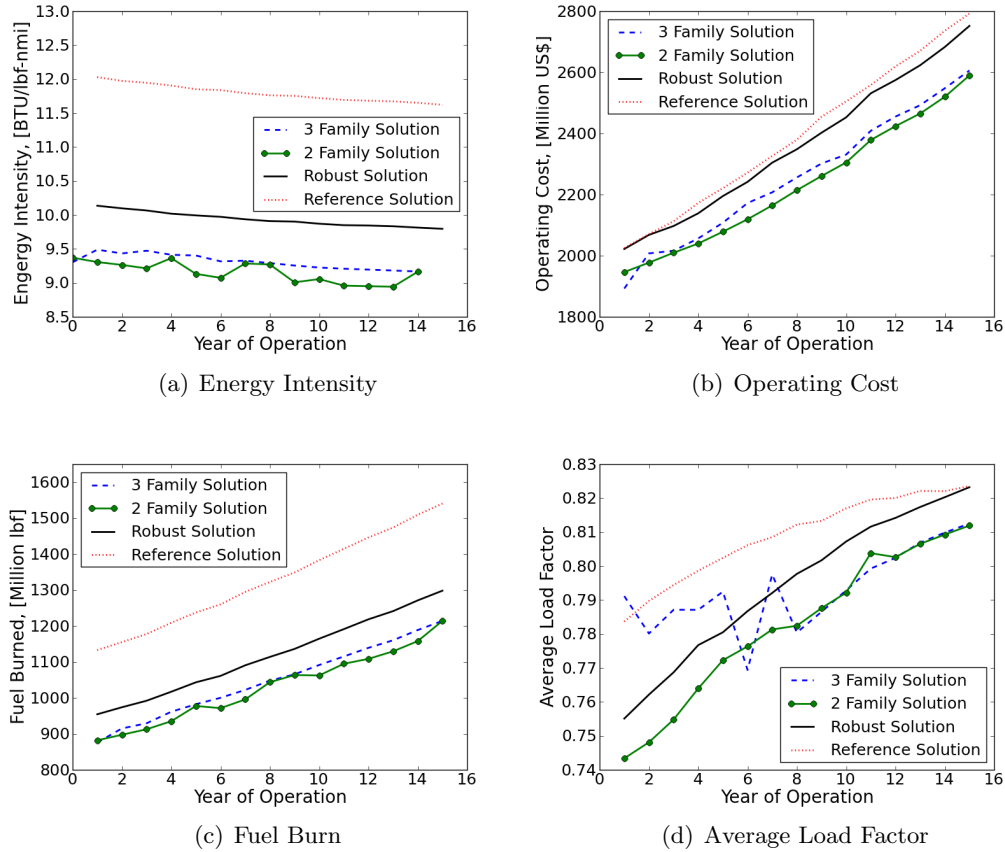 13.0
12.5
12.0
11.5
11.0
10.5
10.0
9.5
9.0
8.5
Engergy Intensity, [BTU/lbf-nmi]
3 Family Solution
2 Family Solution
Robust Solution
Reference Solution
0 2 4 6 8 10 12 14 16
Year of Operation
(a) Energy Intensity
2800
2600
2400
2200
2000
1800
Operating Cost, [Million US$]
3 Family Solution
2 Family Solution
Robust Solution
Reference Solution
0 2 4 6 8 10 12 14 16
Year of Operation
(b) Operating Cost
1600
1500
1400
1300
1200
1100
1000
900
800
Fuel Burned, [Million lbf]
3 Family Solution
2 Family Solution
Robust Solution
Reference Solution
0 2 4 6 8 10 12 14 16
Year of Operation
(c) Fuel Burn
0.83
0.82
0.81
0.80
0.79
0.78
0.77
0.76
0.75
0.74
Average Load Factor
3 Family Solution
2 Family Solution
Robust Solution
Reference Solution
0 2 4 6 8 10 12 14 16
Year of Operation
(d) Average Load Factor